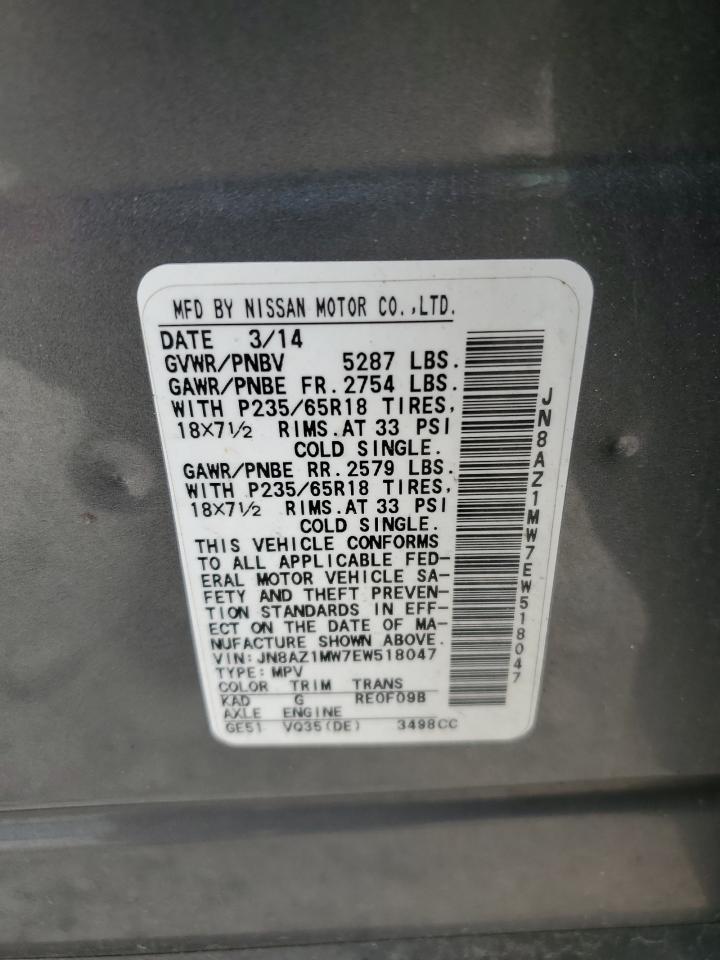 MFD BY NISSAN MOTOR CO.,LTD.
DATE 3/14
GVWR/PNBV 5287 LBS.
GAWR/PNBE FR. 2754 LBS.
WITH P235/65R18 TIRES,
18×7½ RIMS. AT 33 PSI
COLD SINGLE.
GAWR/PNBE RR. 2579 LBS.
WITH P235/65R18 TIRES,
18×7½ RIMS. AT 33 PSI
COLD SINGLE.
THIS VEHICLE CONFORMS
TO ALL APPLICABLE FED-
ERAL MOTOR VEHICLE SA-
FETY AND THEFT PREVEN-
TION STANDARDS IN EFF-
ECT ON THE DATE OF MA-
NUFACTURE SHOWN ABOVE.
VIN: JN8AZ1MW7EW518047
TYPE: MPV
COLOR TRIM TRANS
KAD G RE0F09B
AXLE ENGINE
GE51 VQ35(DE) 3498CC
JN8AZ1MW7EW518047